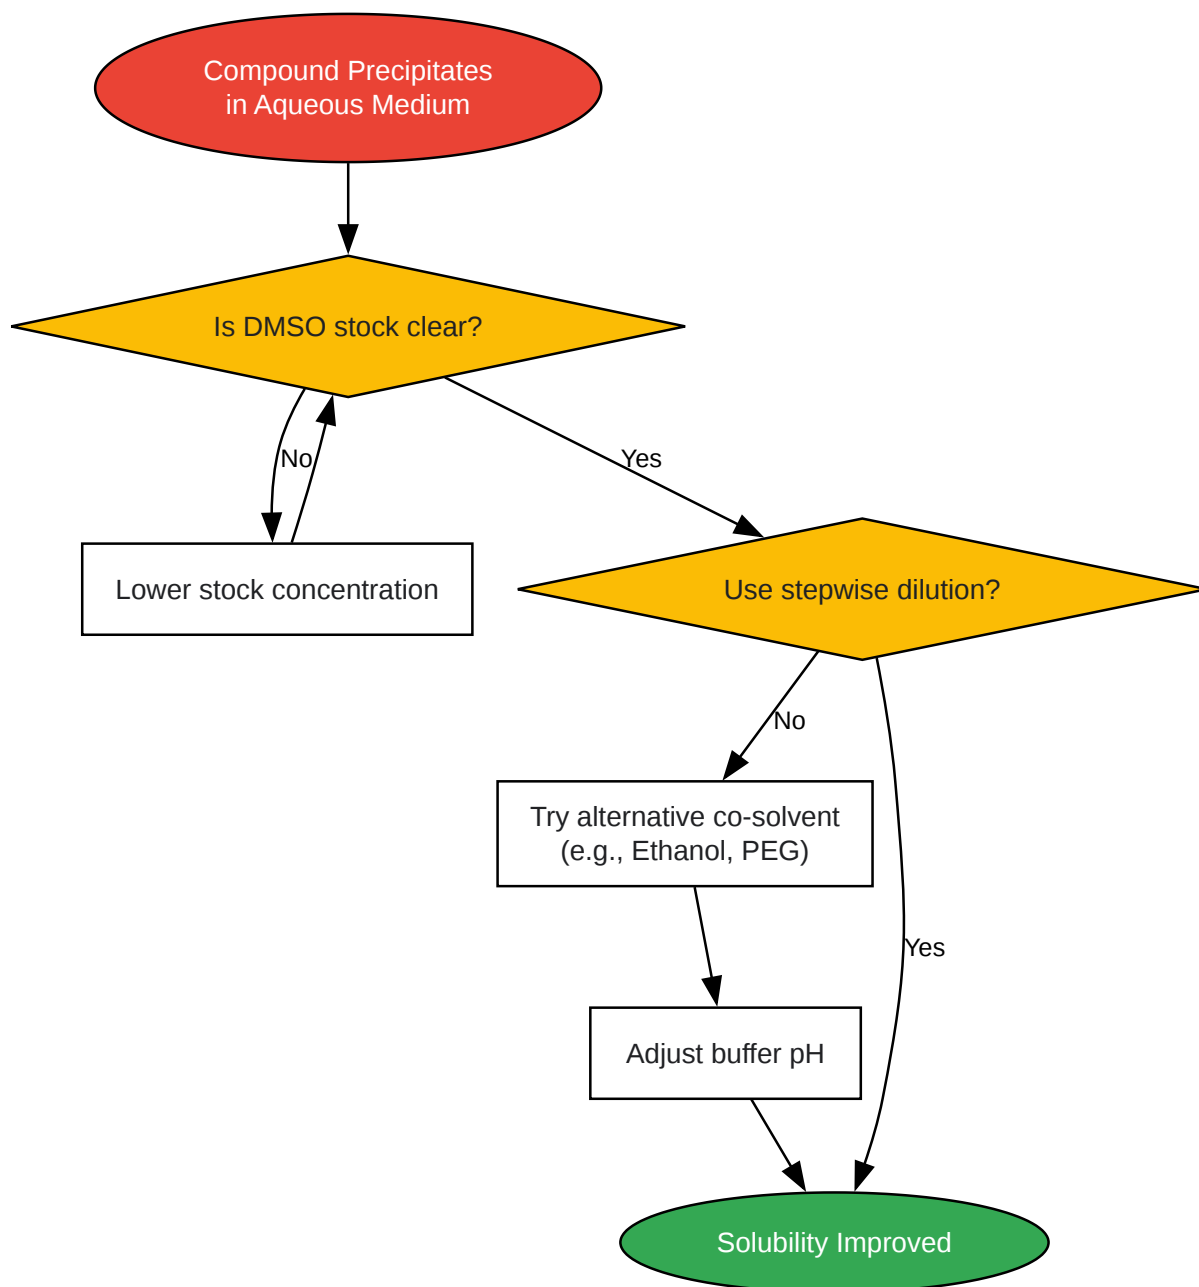 Compound Precipitates
in Aqueous Medium
Is DMSO stock clear?
No
Yes
Lower stock concentration
Use stepwise dilution?
No
Try alternative co-solvent
(e.g., Ethanol, PEG)
Yes
Adjust buffer pH
Solubility Improved